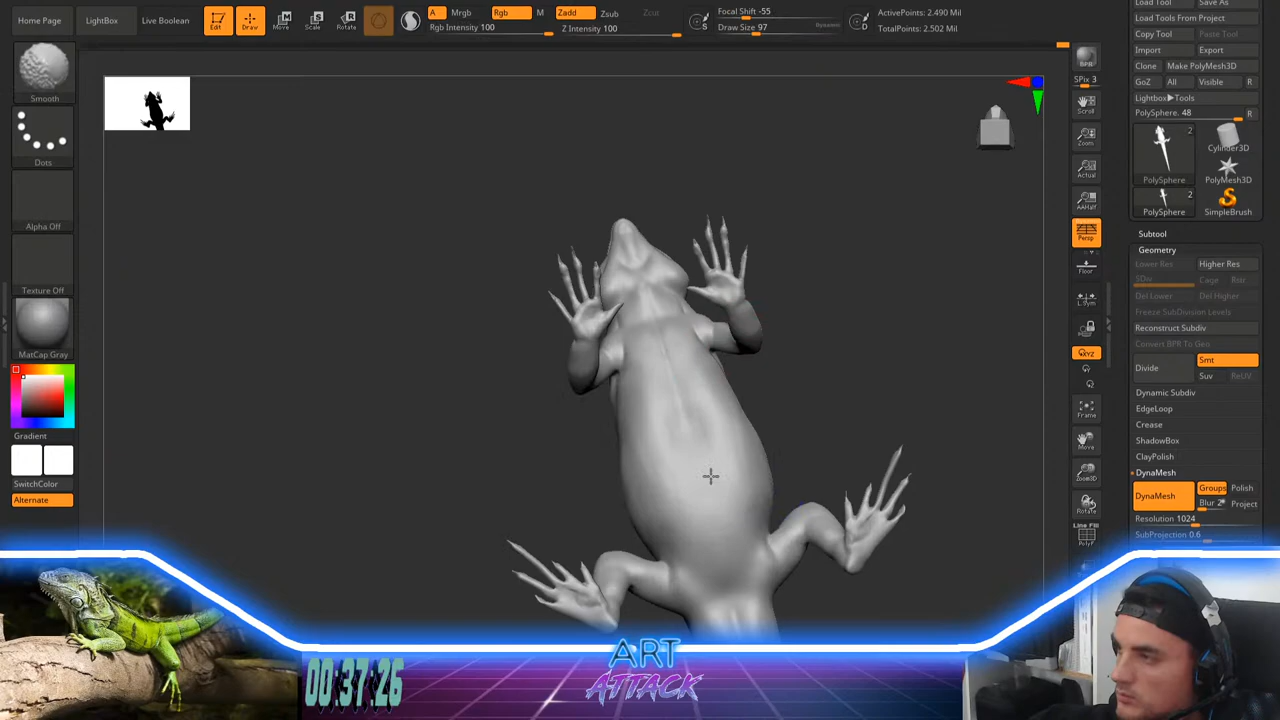 Home Page
LightBox
Live Boolean
Edit
Draw
Move
Scale
Rotate
A
Mrgb
Rgb
M
Rgb Intensity 100
Zadd
Zsub
Zcut
Z Intensity 100
S
Focal Shift -55
Draw Size 97
Dynamic
D
ActivePoints: 2.490 Mil
TotalPoints: 2.502 Mil
Smooth
Dots
Alpha Off
Texture Off
MatCap Gray
Gradient
SwitchColor
Alternate
BPR
SPix 3
Scroll
Zoom
Actual
AAHalf
Persp
Floor
L.Sym
XYZ
Frame
Move
Zoom3D
Rotate
Line Fill
PolyF
Load Tool
Save As
Load Tools From Project
Copy Tool
Paste Tool
Import
Export
Clone
Make PolyMesh3D
GoZ
All
Visible
R
Lightbox▶Tools
PolySphere. 48
R
2
PolySphere
Cylinder3D
PolyMesh3D
2
PolySphere
SimpleBrush
Subtool
Geometry
Lower Res
Higher Res
SDiv
Cage
Rstr
Del Lower
Del Higher
Freeze SubDivision Levels
Reconstruct Subdiv
Convert BPR To Geo
Divide
Smt
Suv
ReUV
Dynamic Subdiv
EdgeLoop
Crease
ShadowBox
ClayPolish
DynaMesh
DynaMesh
Groups
Polish
Blur 2
Project
Resolution 1024
SubProjection 0.6
00:37:26
ART
ATTACK